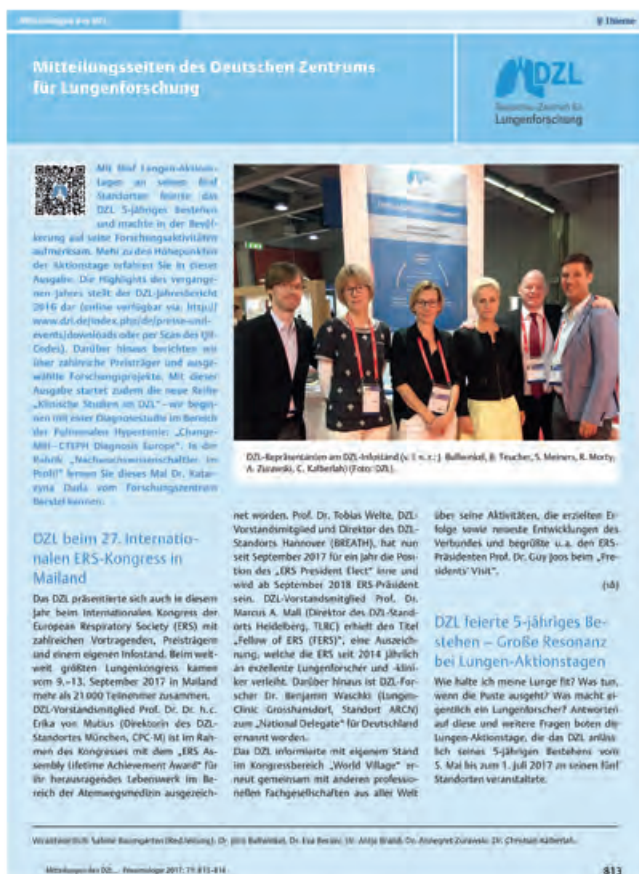 Mitteilungen des DZL
Thieme
Mitteilungsseiten des Deutschen Zentrums
für Lungenforschung
DZL
Deutsches Zentrum für
Lungenforschung
Mit fünf Lungen-Aktions-
tagen an seinen fünf
Standorten feierte das
DZL 5-jähriges Bestehen
und machte in der Bevöl-
kerung auf seine Forschungsaktivitäten
aufmerksam. Mehr zu den Höhepunkten
der Aktionstage erfahren Sie in dieser
Ausgabe. Die Highlights des vergange-
nen Jahres stellt der DZL-Jahresbericht
2016 dar (online verfügbar via: http://
www.dzl.de/index.php/de/presse-und-
events/downloads oder per Scan des QR-
Codes). Darüber hinaus berichten wir
über zahlreiche Preisträger und ausge-
wählte Forschungsprojekte. Mit dieser
Ausgabe startet zudem die neue Reihe
„Klinische Studien im DZL“ – wir begin-
nen mit einer Diagnosestudie im Bereich
der Pulmonalen Hypertonie: „Change-
MRI – CTEPH Diagnosis Europe“. In der
Rubrik „Nachwuchswissenschaftler im
Profil“ lernen Sie dieses Mal Dr. Katar-
zyna Duda vom Forschungszentrum
Borstel kennen.
DZL-Repräsentanten am DZL-Infostand (v. l. n. r.: J. Bullwinkel, B. Teucher, S. Meiners, R. Morty,
A. Zurawski, C. Kalberlah) (Foto: DZL).
DZL beim 27. Internatio-
nalen ERS-Kongress in
Mailand
Das DZL präsentierte sich auch in diesem
Jahr beim Internationalen Kongress der
European Respiratory Society (ERS) mit
zahlreichen Vortragenden, Preisträgern
und einem eigenen Infostand. Beim welt-
weit größten Lungenkongress kamen
vom 9.–13. September 2017 in Mailand
mehr als 21 000 Teilnehmer zusammen.
DZL-Vorstandsmitglied Prof. Dr. Dr. h.c.
Erika von Mutius (Direktorin des DZL-
Standortes München, CPC-M) ist im Rah-
men des Kongresses mit dem „ERS As-
sembly Lifetime Achievement Award“ für
ihr herausragendes Lebenswerk im Be-
reich der Atemwegsmedizin ausgezeich-
net worden. Prof. Dr. Tobias Welte, DZL-
Vorstandsmitglied und Direktor des DZL-
Standorts Hannover (BREATH), hat nun
seit September 2017 für ein Jahr die Posi-
tion des „ERS President Elect“ inne und
wird ab September 2018 ERS-Präsident
sein. DZL-Vorstandsmitglied Prof. Dr.
Marcus A. Mall (Direktor des DZL-Stand-
orts Heidelberg, TLRC) erhielt den Titel
„Fellow of ERS (FERS)“, eine Auszeich-
nung, welche die ERS seit 2014 jährlich
an exzellente Lungenforscher und -klini-
ker verleiht. Darüber hinaus ist DZL-For-
scher Dr. Benjamin Waschki (Lungen-
Clinic Grosshansdorf, Standort ARCN)
zum „National Delegate“ für Deutschland
ernannt worden.
Das DZL informierte mit eigenem Stand
im Kongressbereich „World Village“ er-
neut gemeinsam mit anderen professio-
nellen Fachgesellschaften aus aller Welt
über seine Aktivitäten, die erzielten Er-
folge sowie neueste Entwicklungen des
Verbundes und begrüßte u. a. den ERS-
Präsidenten Prof. Dr. Guy Joos beim „Pre-
sidents’ Visit“.
(sb)
DZL feierte 5-jähriges Be-
stehen – Große Resonanz
bei Lungen-Aktionstagen
Wie halte ich meine Lunge fit? Was tun,
wenn die Puste ausgeht? Was macht ei-
gentlich ein Lungenforscher? Antworten
auf diese und weitere Fragen boten die
Lungen-Aktionstage, die das DZL anläss-
lich seines 5-jährigen Bestehens vom
5. Mai bis zum 1. Juli 2017 an seinen fünf
Standorten veranstaltete.
Verantwortlich: Sabine Baumgarten (Red.leitung), Dr. Jörn Bullwinkel, Dr. Eva Bersani, Dr. Antje Brand, Dr. Annegret Zurawski, Dr. Christian Kalberlah.
Mitteilungen des DZL... Pneumologie 2017; 71: 813–816
813